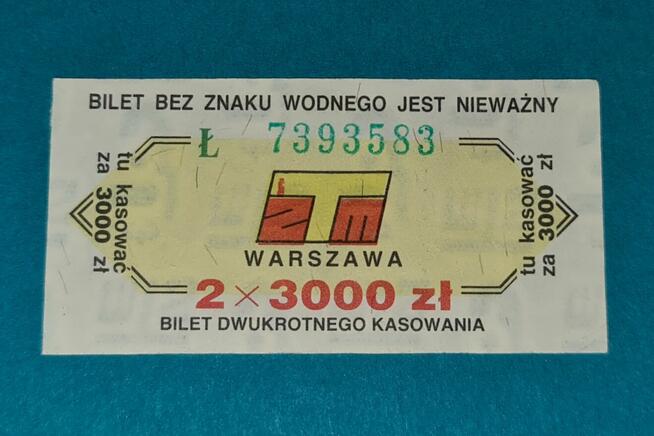 BILET BEZ ZNAKU WODNEGO JEST NIEWAŻNY
Ł 7393583
tu kasować
za 3000 zł
ZTM
WARSZAWA
2 × 3000 zł
tu kasować
za 3000 zł
BILET DWUKROTNEGO KASOWANIA